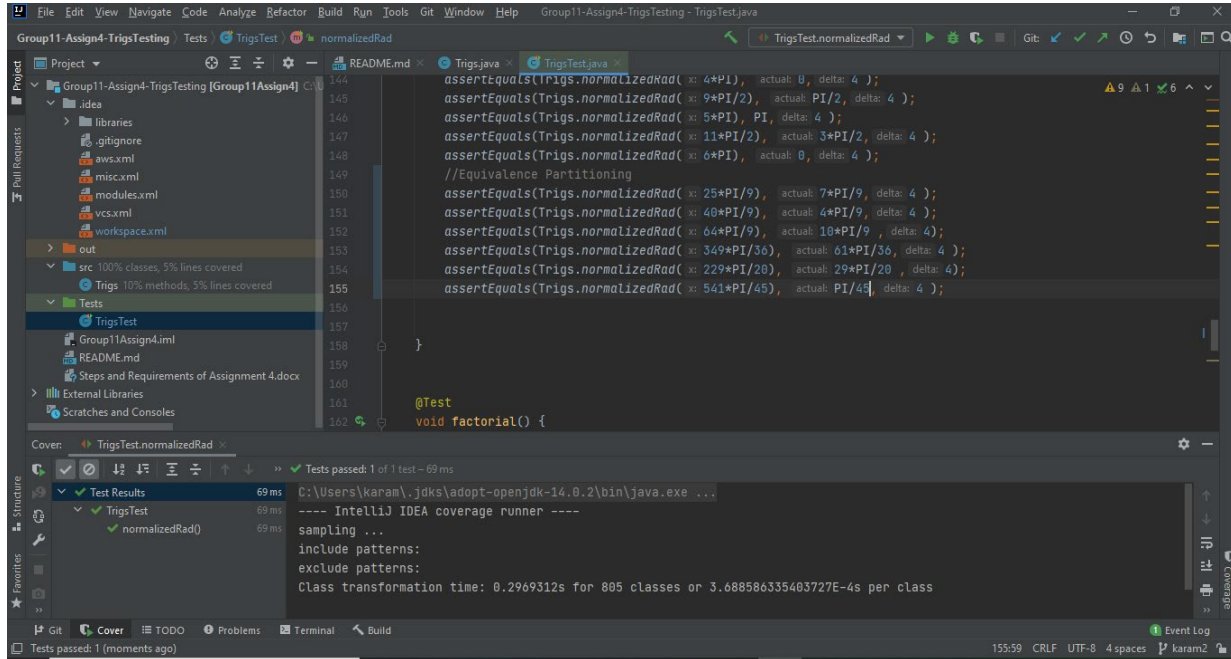 File Edit View Navigate Code Analyze Refactor Build Run Tools Git Window Help Group11-Assign4-TrigsTesting - TrigsTest.java
Group11-Assign4-TrigsTesting Tests TrigsTest normalizedRad TrigsTest.normalizedRad Git:
Project README.md Trigs.java TrigsTest.java
Group11-Assign4-TrigsTesting [Group11Assign4] C:\U
.idea
libraries
.gitignore
aws.xml
misc.xml
modules.xml
vcs.xml
workspace.xml
out
src 100% classes, 5% lines covered
Trigs 10% methods, 5% lines covered
Tests
TrigsTest
Group11Assign4.iml
README.md
Steps and Requirements of Assignment 4.docx
External Libraries
Scratches and Consoles
Project
Pull Requests
Structure
Favorites
144 assertEquals(Trigs.normalizedRad( x: 4*PI), actual: 0, delta: 4 );
145 assertEquals(Trigs.normalizedRad( x: 9*PI/2), actual: PI/2, delta: 4 );
146 assertEquals(Trigs.normalizedRad( x: 5*PI), PI, delta: 4 );
147 assertEquals(Trigs.normalizedRad( x: 11*PI/2), actual: 3*PI/2, delta: 4 );
148 assertEquals(Trigs.normalizedRad( x: 6*PI), actual: 0, delta: 4 );
149 //Equivalence Partitioning
150 assertEquals(Trigs.normalizedRad( x: 25*PI/9), actual: 7*PI/9, delta: 4 );
151 assertEquals(Trigs.normalizedRad( x: 40*PI/9), actual: 4*PI/9, delta: 4 );
152 assertEquals(Trigs.normalizedRad( x: 64*PI/9), actual: 10*PI/9 , delta: 4);
153 assertEquals(Trigs.normalizedRad( x: 349*PI/36), actual: 61*PI/36, delta: 4 );
154 assertEquals(Trigs.normalizedRad( x: 229*PI/20), actual: 29*PI/20 , delta: 4);
155 assertEquals(Trigs.normalizedRad( x: 541*PI/45), actual: PI/45, delta: 4 );
156
157
158 }
159
160
161 @Test
162 void factorial() {
9 1 6
Cover: TrigsTest.normalizedRad
Tests passed: 1 of 1 test – 69 ms
Test Results 69 ms
TrigsTest 69 ms
normalizedRad() 69 ms
C:\Users\karam\.jdks\adopt-openjdk-14.0.2\bin\java.exe ...
---- IntelliJ IDEA coverage runner ----
sampling ...
include patterns:
exclude patterns:
Class transformation time: 0.2969312s for 805 classes or 3.688586335403727E-4s per class
Coverage
Git Cover TODO Problems Terminal Build 1 Event Log
Tests passed: 1 (moments ago) 155:59 CRLF UTF-8 4 spaces karam2